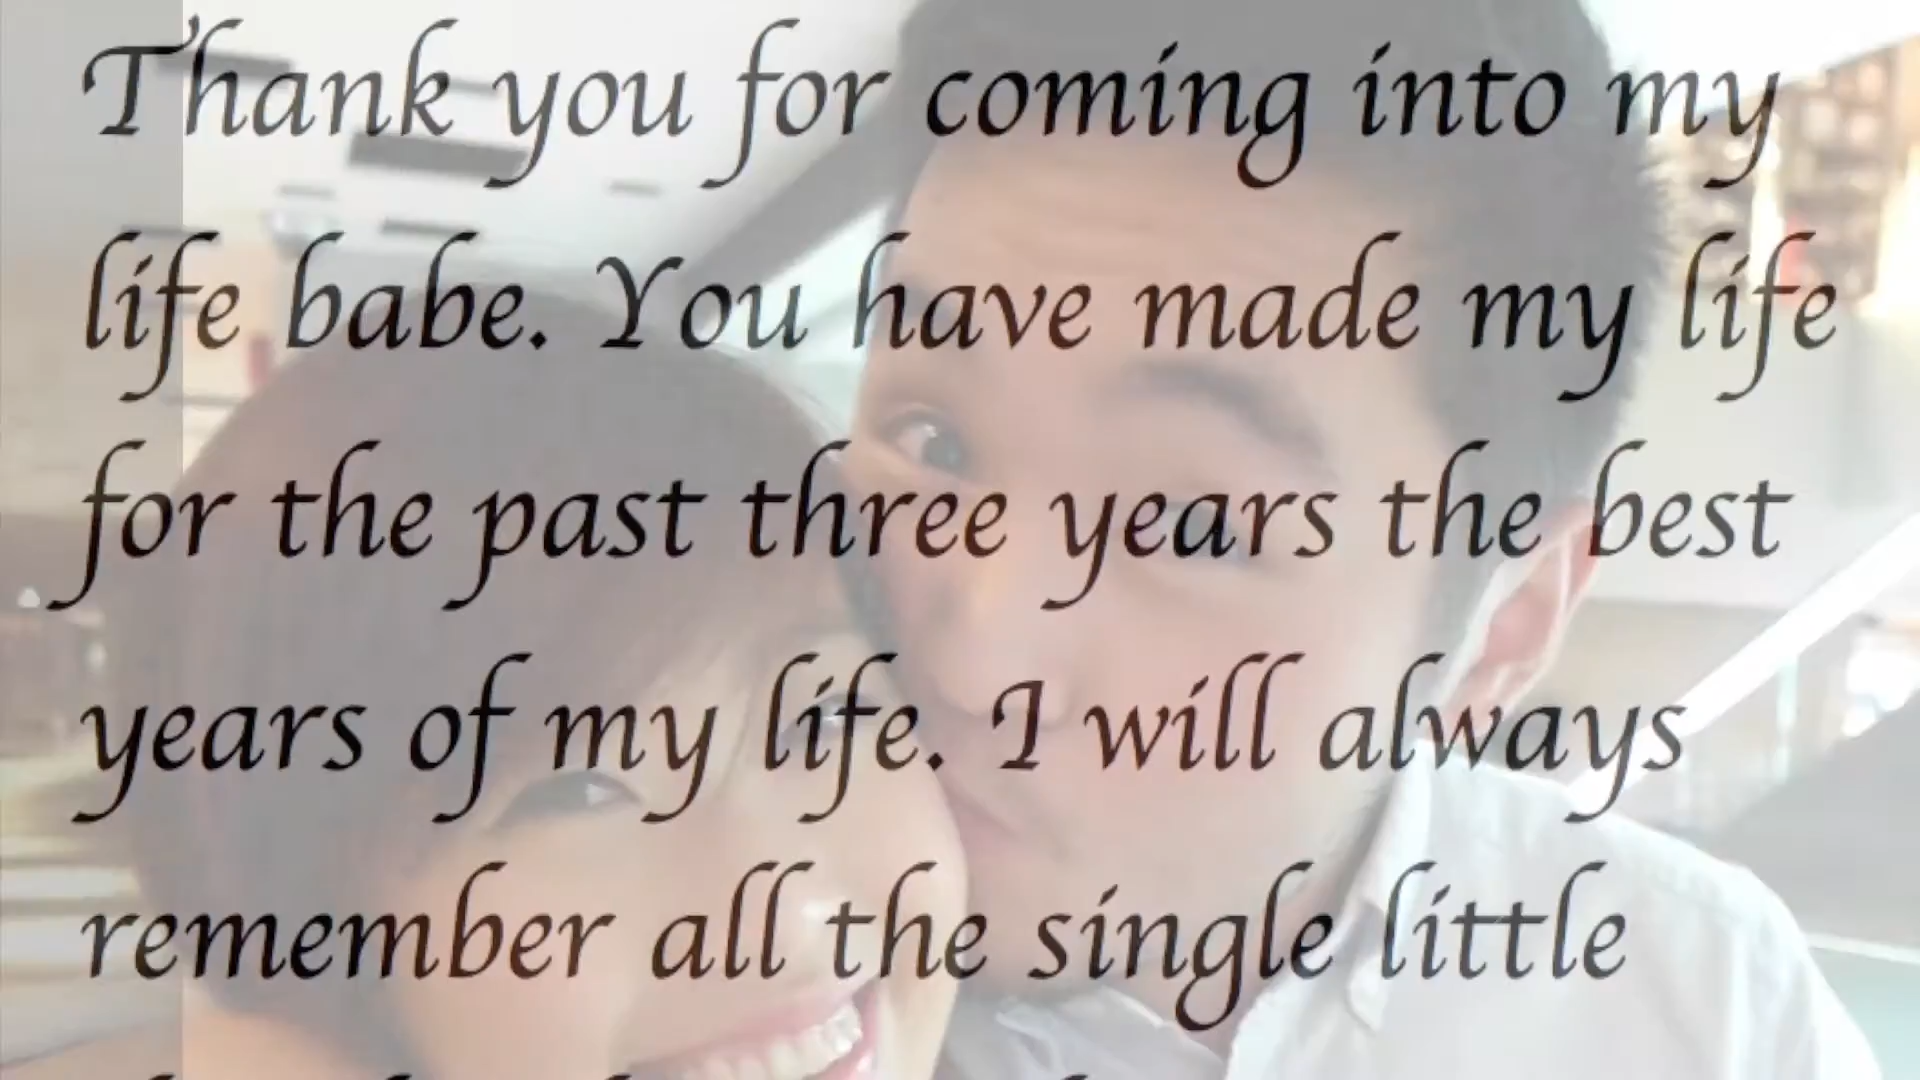 Thank you for coming into my
life babe. You have made my life
for the past three years the best
years of my life. I will always
remember all the single little